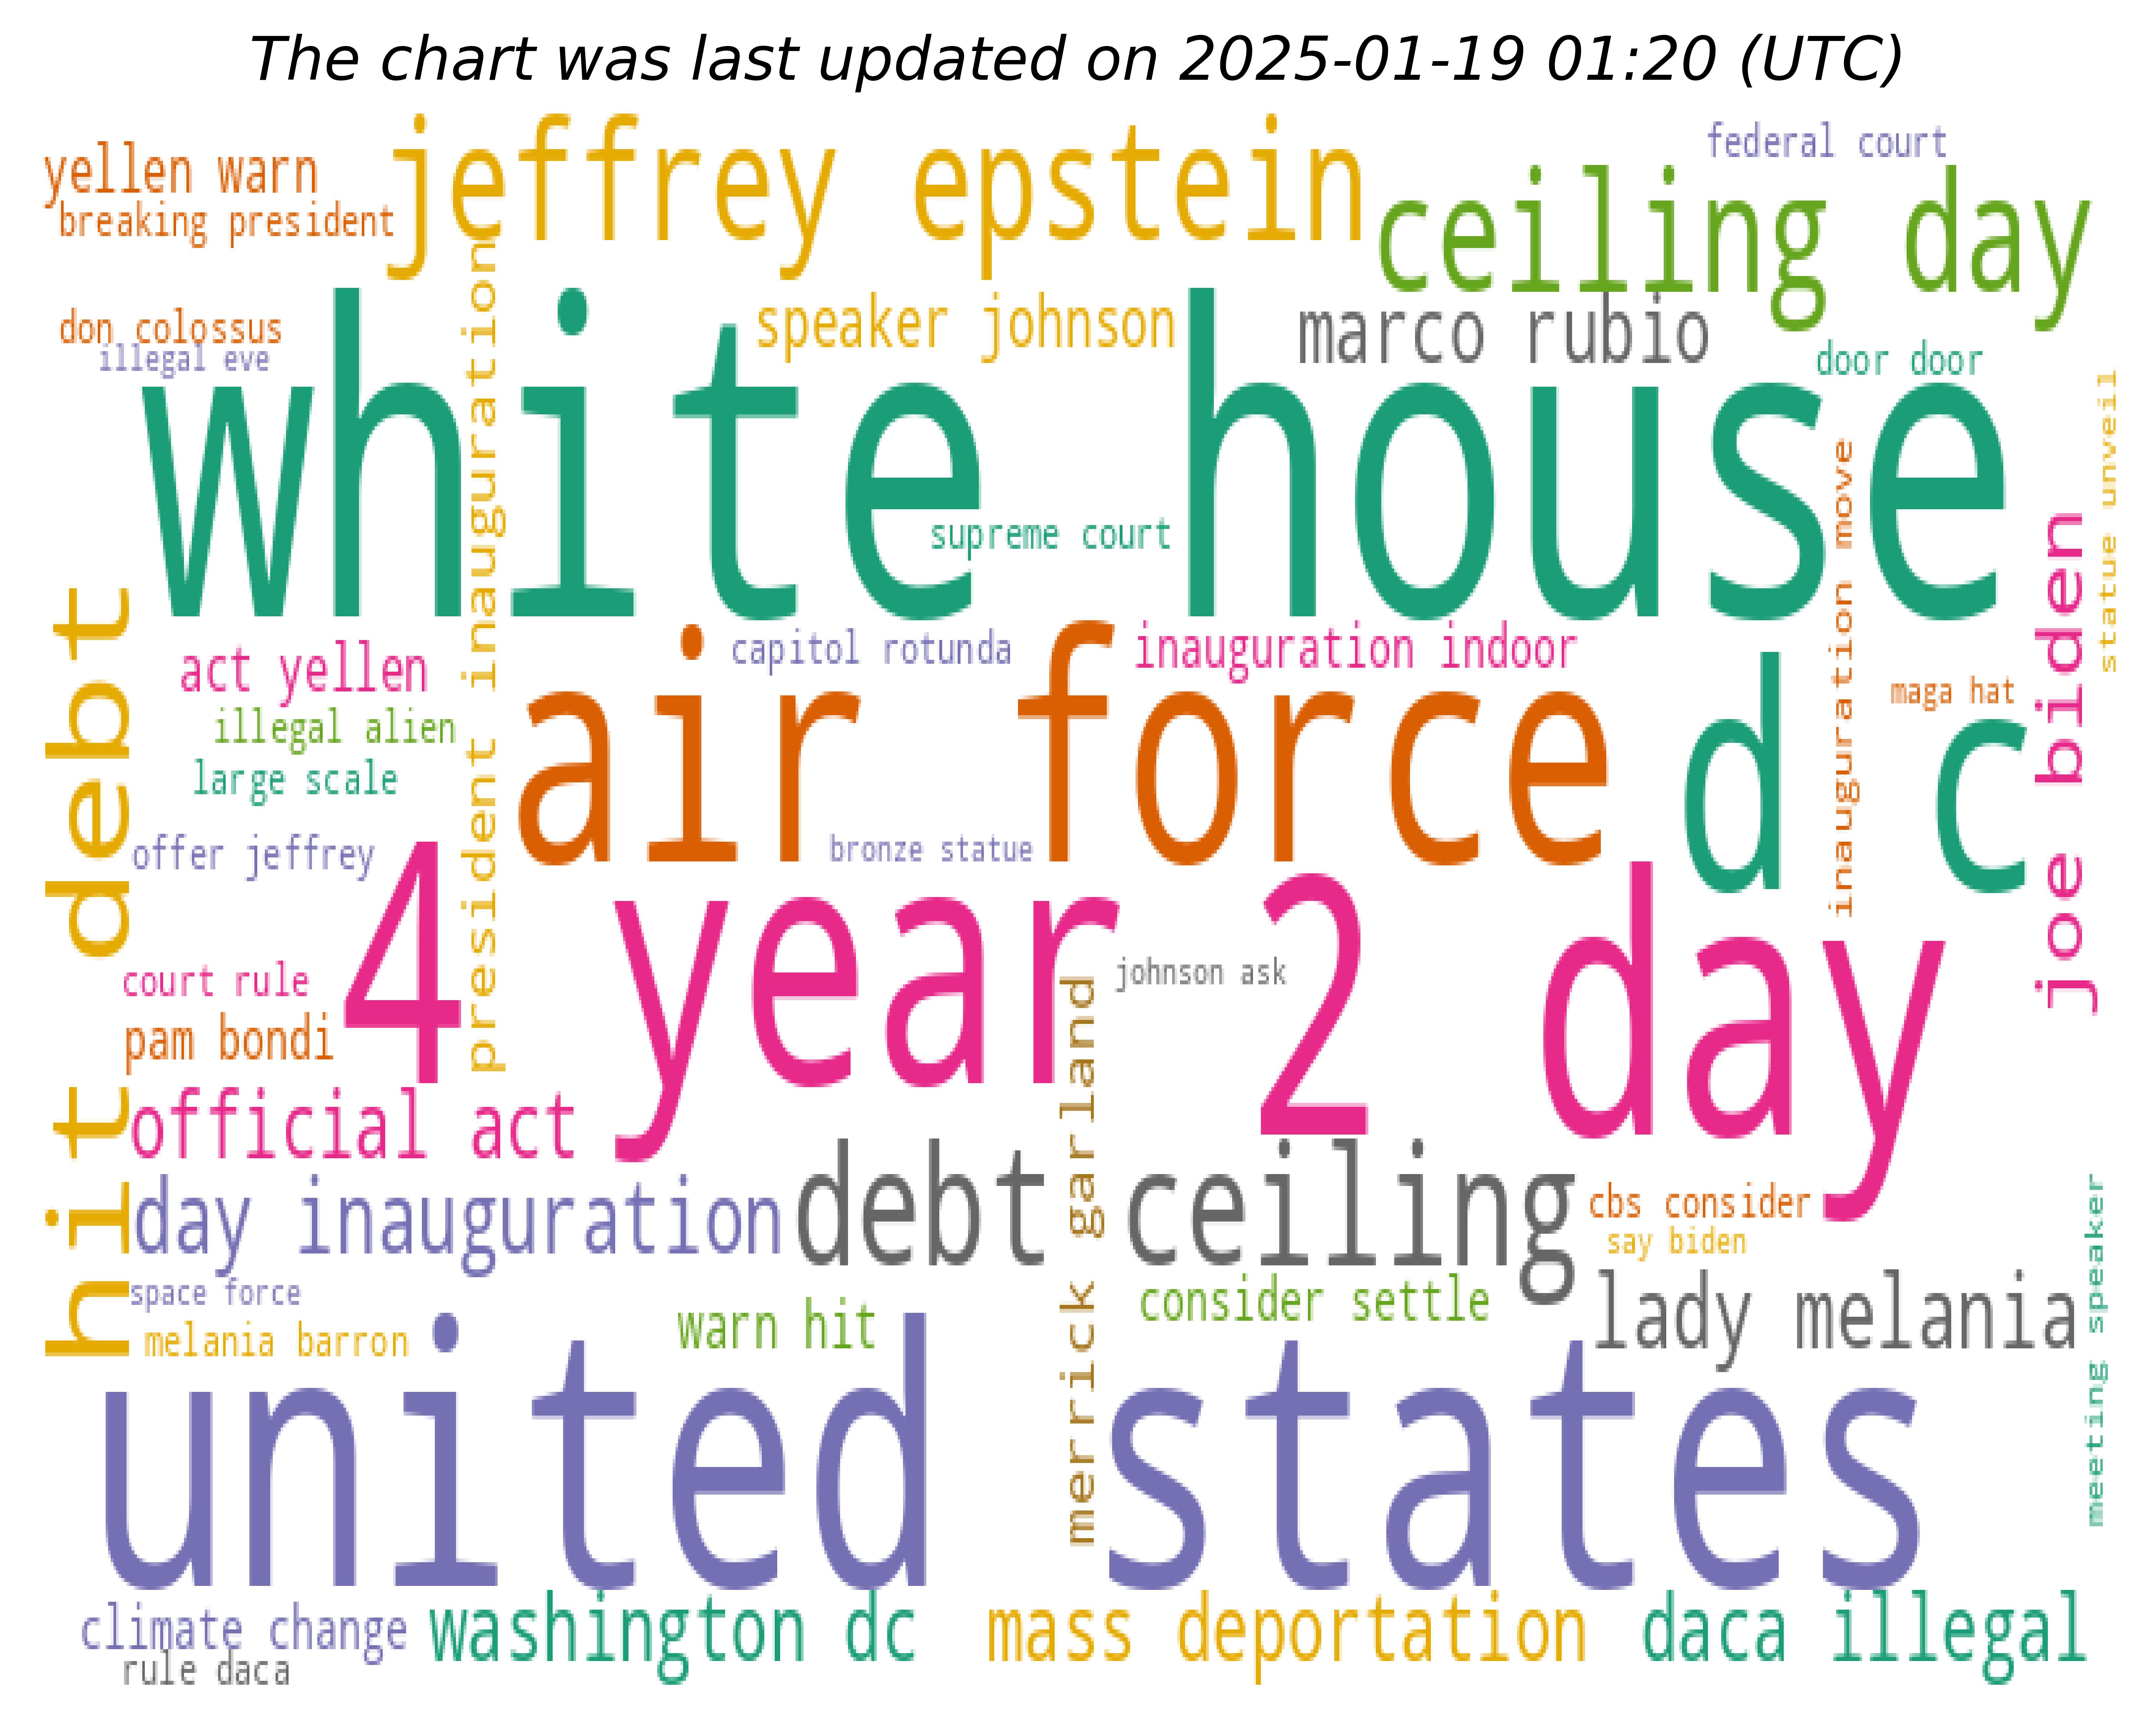 The chart was last updated on 2025-01-19 01:20 (UTC)
yellen warn
jeffrey epstein
federal court
breaking president
ceiling day
don colossus
speaker johnson
marco rubio
illegal eve
door door
white house
president inauguration
supreme court
inauguration move
statue unveil
joe biden
hit debt
act yellen
capitol rotunda
inauguration indoor
maga hat
illegal alien
air force
d c
large scale
offer jeffrey
bronze statue
4 year
2 day
court rule
johnson ask
pam bondi
merrick garland
official act
day inauguration
debt ceiling
cbs consider
say biden
meeting speaker
space force
consider settle
lady melania
melania barron
warn hit
united states
climate change
washington dc
mass deportation
daca illegal
rule daca